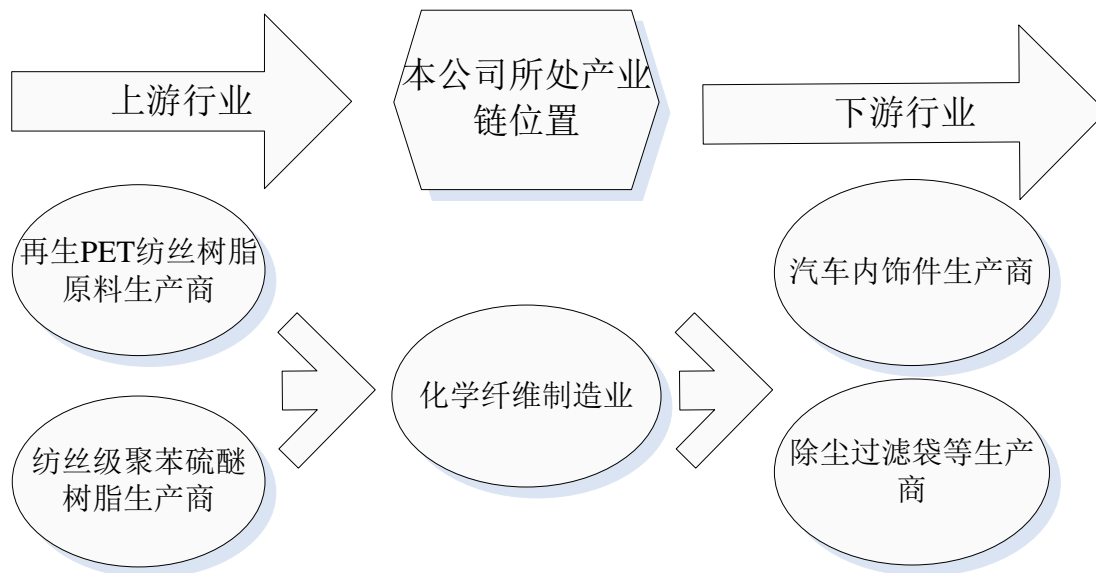 上游行业
本公司所处产业
链位置
下游行业
再生PET纺丝树脂
原料生产商
汽车内饰件生产商
化学纤维制造业
纺丝级聚苯硫醚
树脂生产商
除尘过滤袋等生产
商